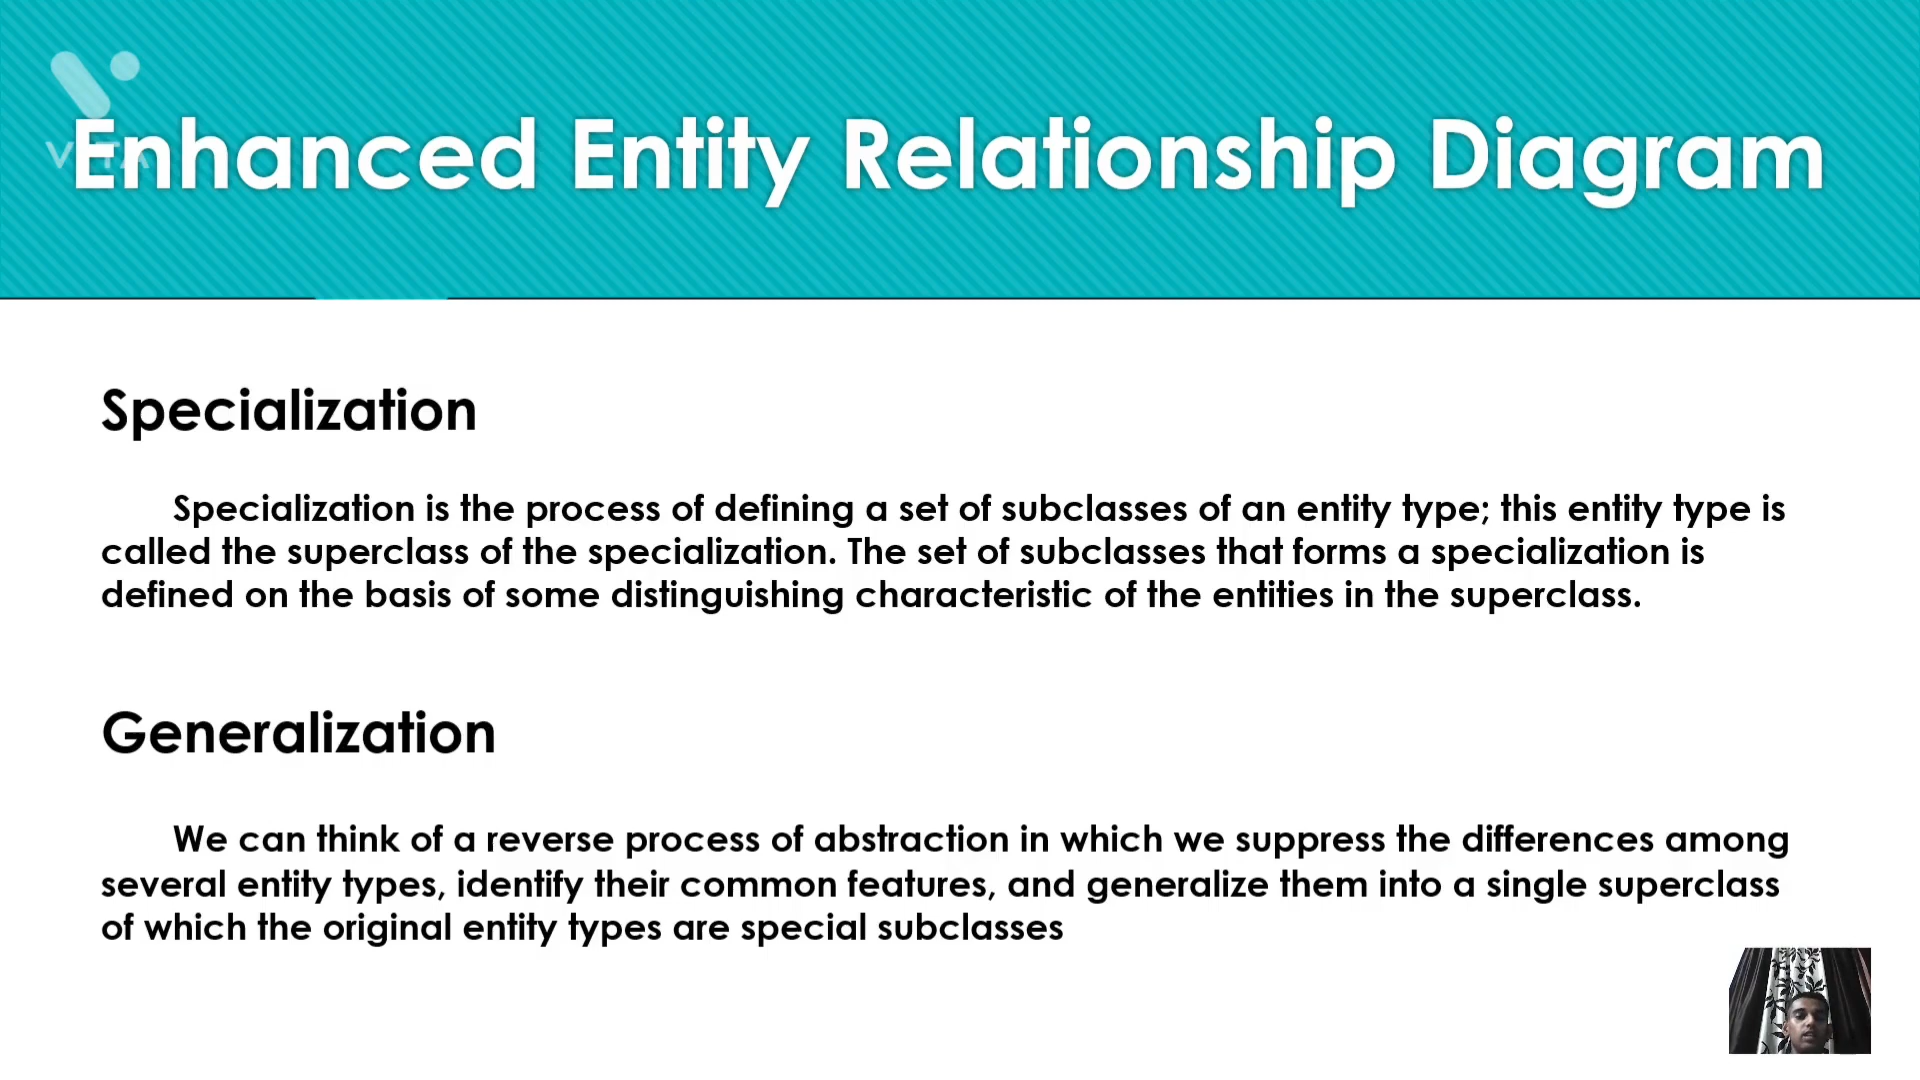 VITA
Enhanced Entity Relationship Diagram
Specialization
Specialization is the process of defining a set of subclasses of an entity type; this entity type is
called the superclass of the specialization. The set of subclasses that forms a specialization is
defined on the basis of some distinguishing characteristic of the entities in the superclass.
Generalization
We can think of a reverse process of abstraction in which we suppress the differences among
several entity types, identify their common features, and generalize them into a single superclass
of which the original entity types are special subclasses